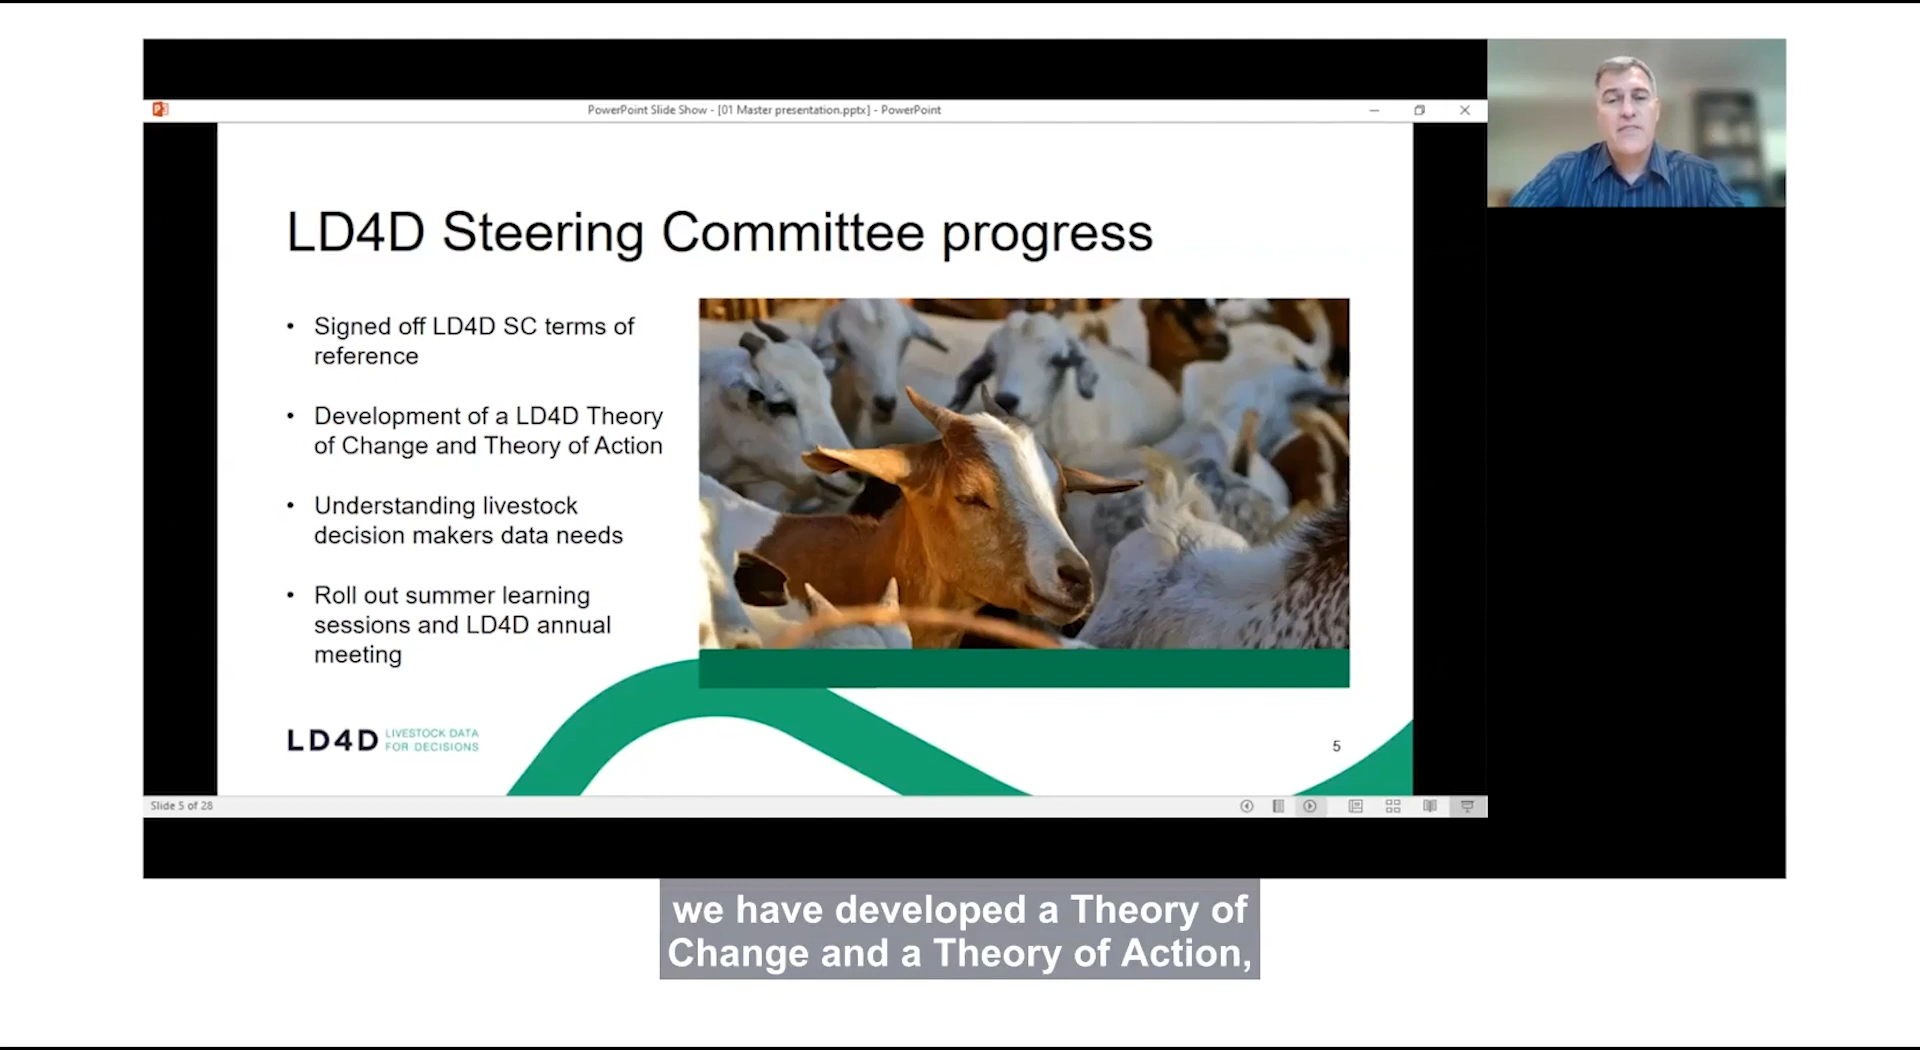 PowerPoint Slide Show - [01 Master presentation.pptx] - PowerPoint
LD4D Steering Committee progress
• Signed off LD4D SC terms of
reference
• Development of a LD4D Theory
of Change and Theory of Action
• Understanding livestock
decision makers data needs
• Roll out summer learning
sessions and LD4D annual
meeting
LD4D LIVESTOCK DATA
FOR DECISIONS
5
Slide 5 of 28
we have developed a Theory of
Change and a Theory of Action,